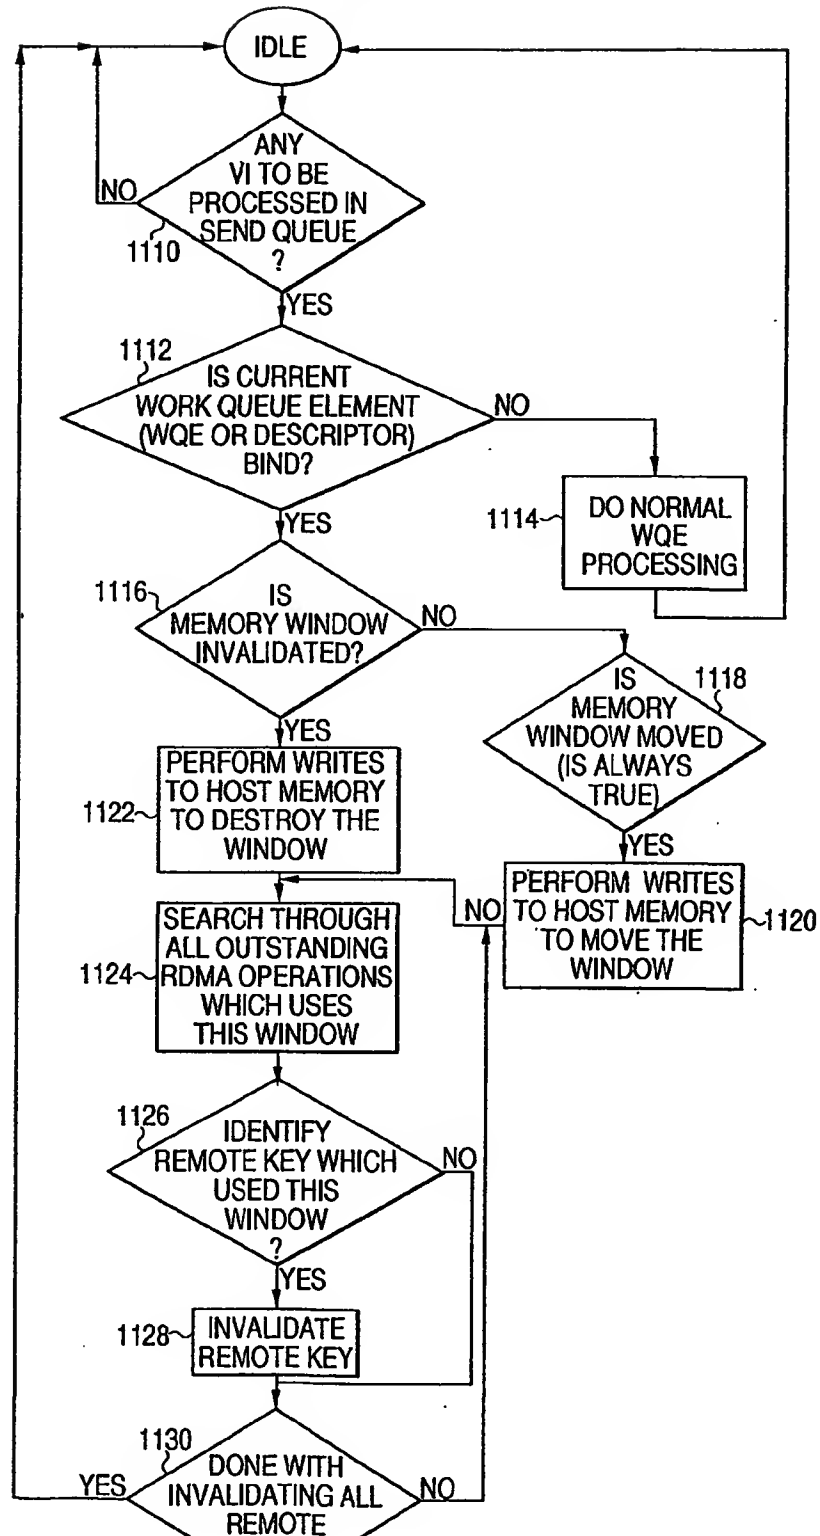 IDLE
ANY
VI TO BE
PROCESSED IN
SEND QUEUE
?
NO
1110
YES
1112
IS CURRENT
WORK QUEUE ELEMENT
(WQE OR DESCRIPTOR)
BIND?
NO
YES
1114
DO NORMAL
WQE
PROCESSING
1116
IS
MEMORY WINDOW
INVALIDATED?
NO
YES
1118
IS
MEMORY
WINDOW MOVED
(IS ALWAYS
TRUE)
YES
1122
PERFORM WRITES
TO HOST MEMORY
TO DESTROY THE
WINDOW
PERFORM WRITES
TO HOST MEMORY
TO MOVE THE
WINDOW
1120
NO
1124
SEARCH THROUGH
ALL OUTSTANDING
RDMA OPERATIONS
WHICH USES
THIS WINDOW
1126
IDENTIFY
REMOTE KEY WHICH
USED THIS
WINDOW
?
NO
YES
1128
INVALIDATE
REMOTE KEY
1130
DONE WITH
INVALIDATING ALL
REMOTE
YES
NO